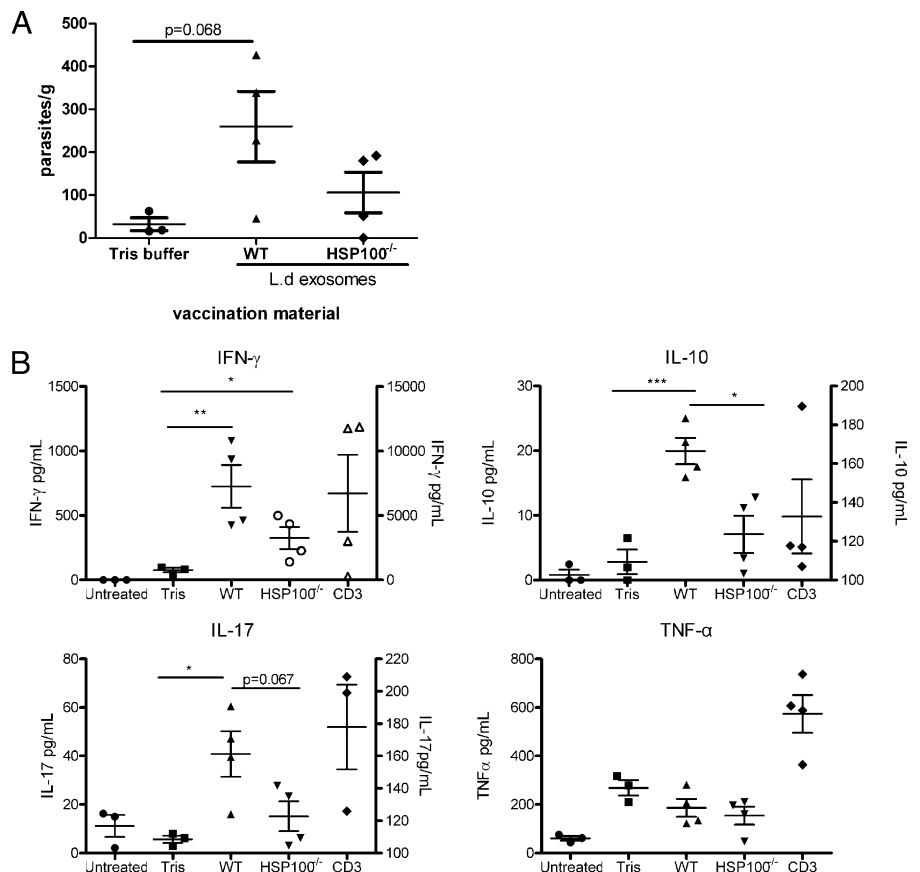 A
500
400
300
200
100
0
parasites/g
p=0.068
Tris buffer WT HSP100-/-
L.d exosomes
vaccination material
B
IFN-γ
1500
1000
500
0
IFN-γ pg/mL
*
**
15000
10000
5000
0
IFN-γ pg/mL
Untreated Tris WT HSP100-/- CD3
IL-10
30
20
10
0
IL-10 pg/mL
***
*
200
180
160
140
120
100
IL-10 pg/mL
Untreated Tris WT HSP100-/- CD3
IL-17
80
60
40
20
0
IL-17 pg/mL
*
p=0.067
220
200
180
160
140
120
100
IL-17pg/mL
Untreated Tris WT HSP100-/- CD3
TNF-α
800
600
400
200
0
TNFα pg/mL
Untreated Tris WT HSP100-/- CD3